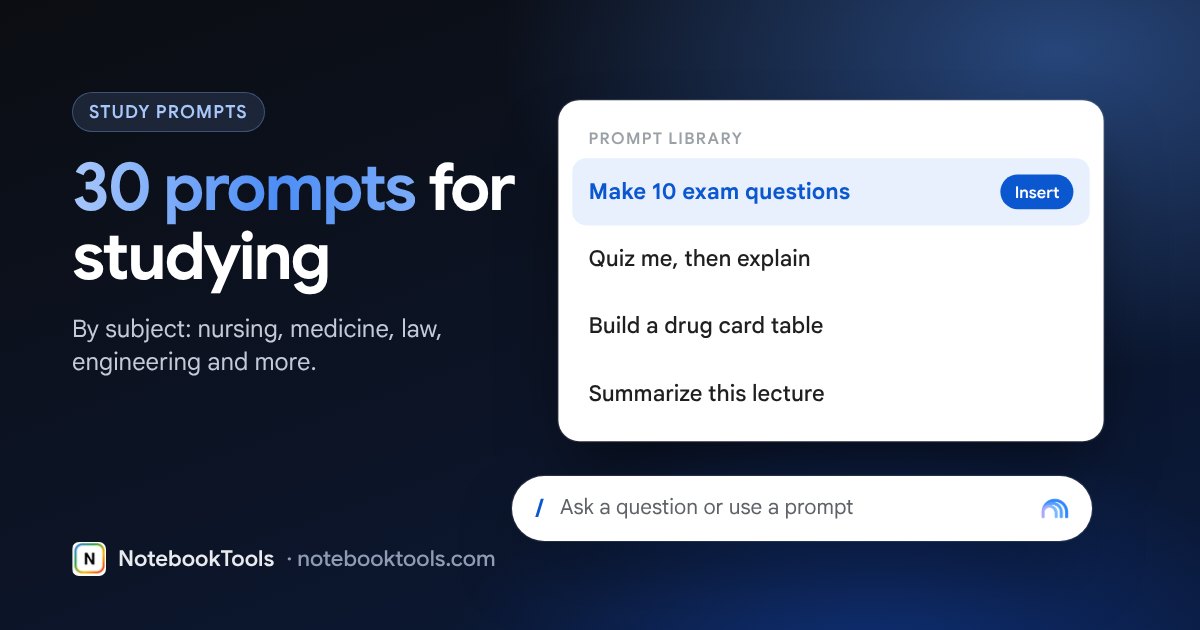 STUDY PROMPTS
30 prompts for
studying
By subject: nursing, medicine, law,
engineering and more.
PROMPT LIBRARY
Make 10 exam questions
Insert
Quiz me, then explain
Build a drug card table
Summarize this lecture
/ Ask a question or use a prompt
N NotebookTools · notebooktools.com